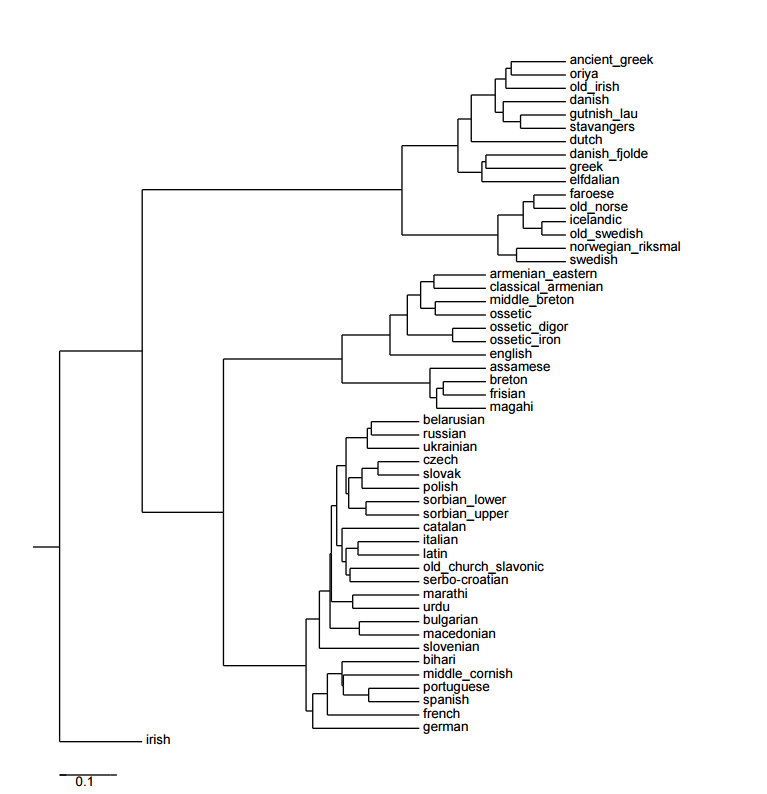 ancient_greek
oriya
old_irish
danish
gutnish_lau
stavangers
dutch
danish_fjolde
greek
elfdalian
faroese
old_norse
icelandic
old_swedish
norwegian_riksmal
swedish
armenian_eastern
classical_armenian
middle_breton
ossetic
ossetic_digor
ossetic_iron
english
assamese
breton
frisian
magahi
belarusian
russian
ukrainian
czech
slovak
polish
sorbian_lower
sorbian_upper
catalan
italian
latin
old_church_slavonic
serbo-croatian
marathi
urdu
bulgarian
macedonian
slovenian
bihari
middle_cornish
portuguese
spanish
french
german
irish
0.1